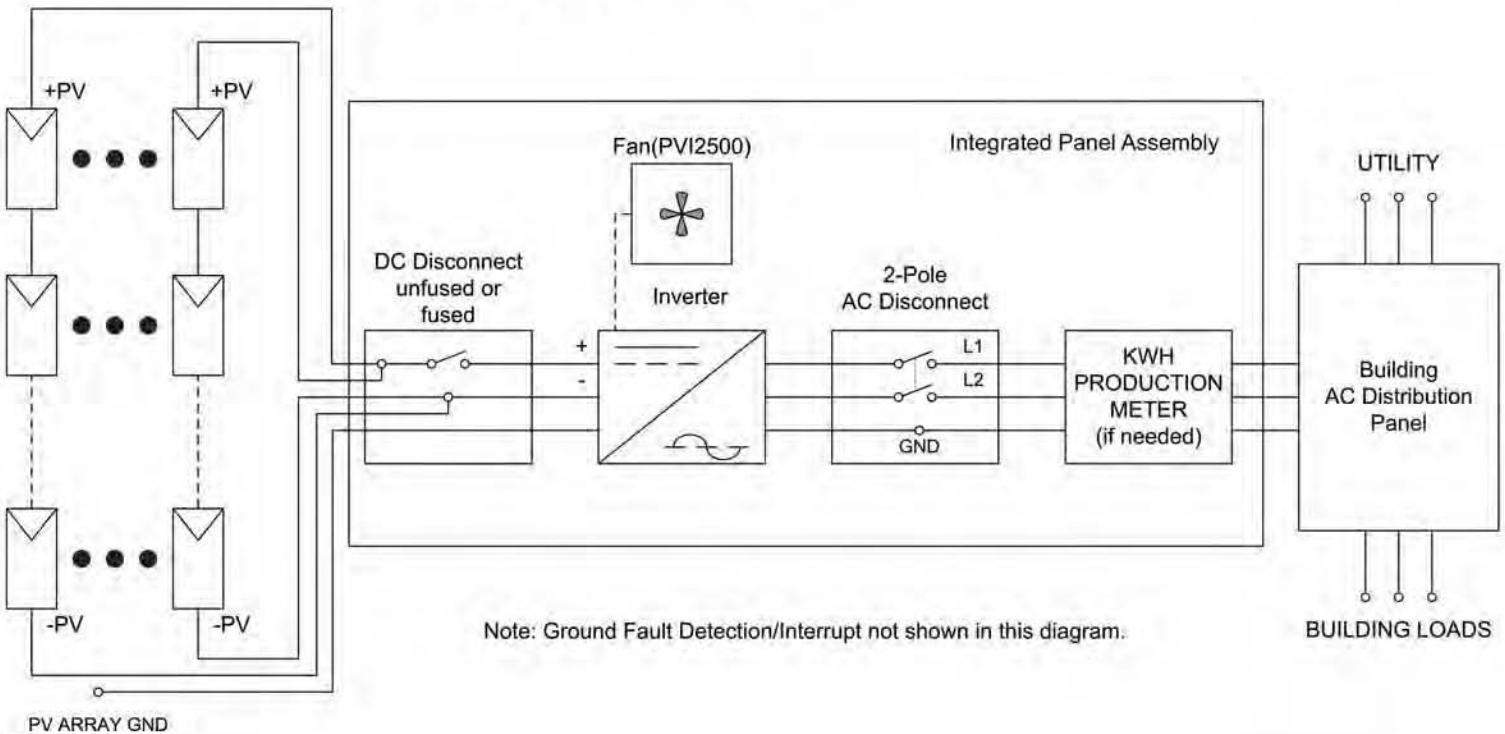 +PV
+PV
Fan(PVI2500)
Integrated Panel Assembly
UTILITY
DC Disconnect
unfused or
fused
Inverter
2-Pole
AC Disconnect
+
-
L1
L2
GND
KWH
PRODUCTION
METER
(if needed)
Building
AC Distribution
Panel
-PV
-PV
Note: Ground Fault Detection/Interrupt not shown in this diagram.
BUILDING LOADS
PV ARRAY GND